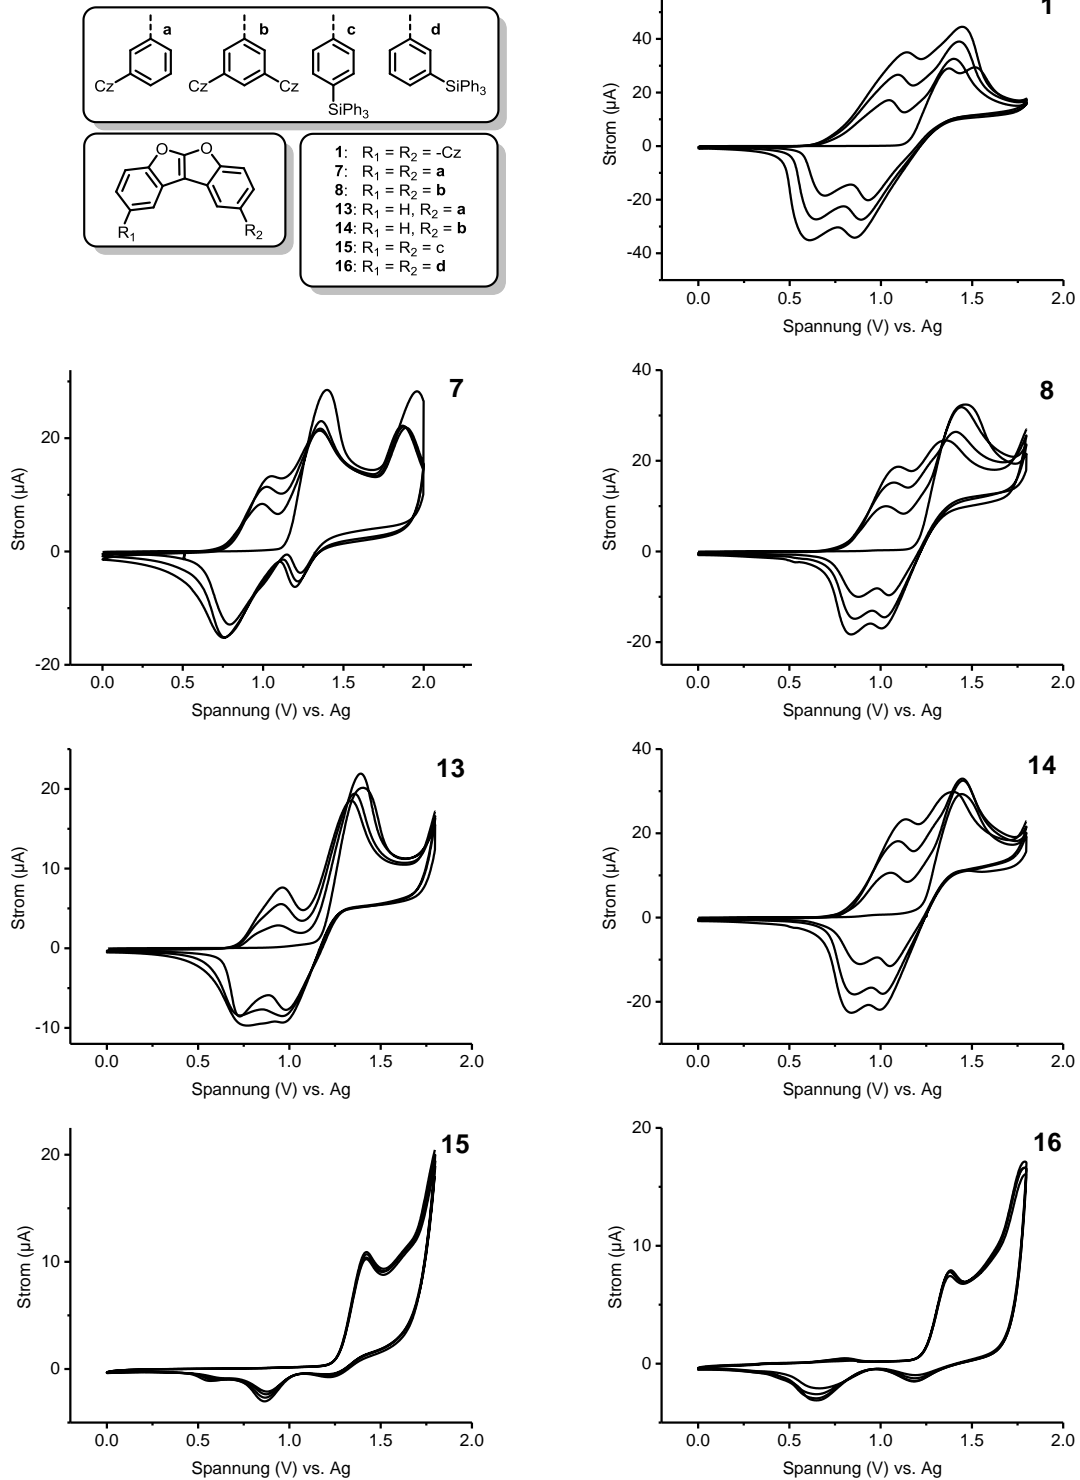 a b c d
Cz Cz Cz SiPh3 SiPh3
O O
R1 R2
1: R1 = R2 = -Cz
7: R1 = R2 = a
8: R1 = R2 = b
13: R1 = H, R2 = a
14: R1 = H, R2 = b
15: R1 = R2 = c
16: R1 = R2 = d
1
Strom (µA)
40
20
0
-20
-40
0.0 0.5 1.0 1.5 2.0
Spannung (V) vs. Ag
7
Strom (µA)
20
0
-20
0.0 0.5 1.0 1.5 2.0
Spannung (V) vs. Ag
8
Strom (µA)
40
20
0
-20
0.0 0.5 1.0 1.5 2.0
Spannung (V) vs. Ag
13
Strom (µA)
20
10
0
-10
0.0 0.5 1.0 1.5 2.0
Spannung (V) vs. Ag
14
Strom (µA)
40
20
0
-20
0.0 0.5 1.0 1.5 2.0
Spannung (V) vs. Ag
15
Strom (µA)
20
10
0
0.0 0.5 1.0 1.5 2.0
Spannung (V) vs. Ag
16
Strom (µA)
20
10
0
0.0 0.5 1.0 1.5 2.0
Spannung (V) vs. Ag